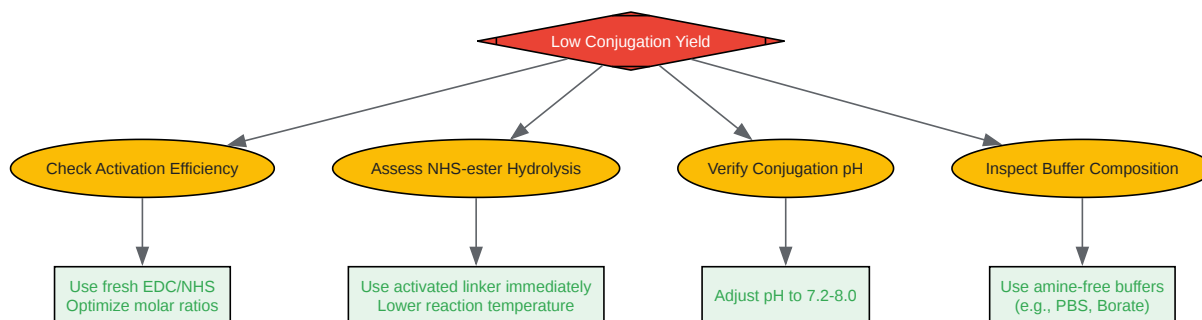 Low Conjugation Yield
Check Activation Efficiency
Assess NHS-ester Hydrolysis
Verify Conjugation pH
Inspect Buffer Composition
Use fresh EDC/NHS
Optimize molar ratios
Use activated linker immediately
Lower reaction temperature
Adjust pH to 7.2-8.0
Use amine-free buffers
(e.g., PBS, Borate)